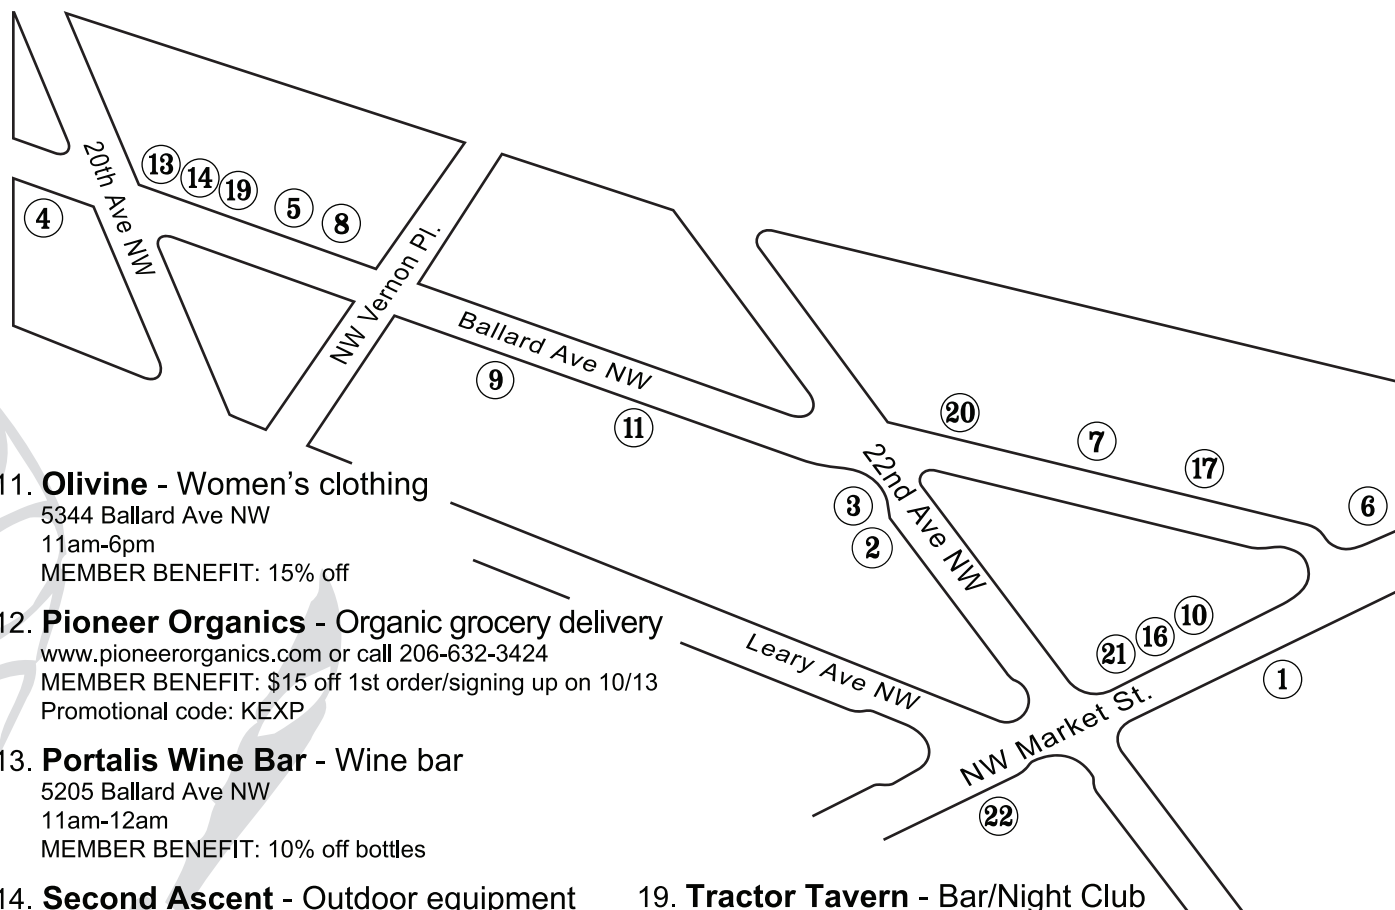 20th Ave NW
13
14
19
5
8
4
NW Vernon Pl.
Ballard Ave NW
9
11
20
7
17
6
22nd Ave NW
3
2
10
16
21
1
Leary Ave NW
NW Market St.
22
11. Olivine - Women's clothing
5344 Ballard Ave NW
11am-6pm
MEMBER BENEFIT: 15% off
12. Pioneer Organics - Organic grocery delivery
www.pioneerorganics.com or call 206-632-3424
MEMBER BENEFIT: $15 off 1st order/signing up on 10/13
Promotional code: KEXP
13. Portalis Wine Bar - Wine bar
5205 Ballard Ave NW
11am-12am
MEMBER BENEFIT: 10% off bottles
14. Second Ascent - Outdoor equipment
19. Tractor Tavern - Bar/Night Club